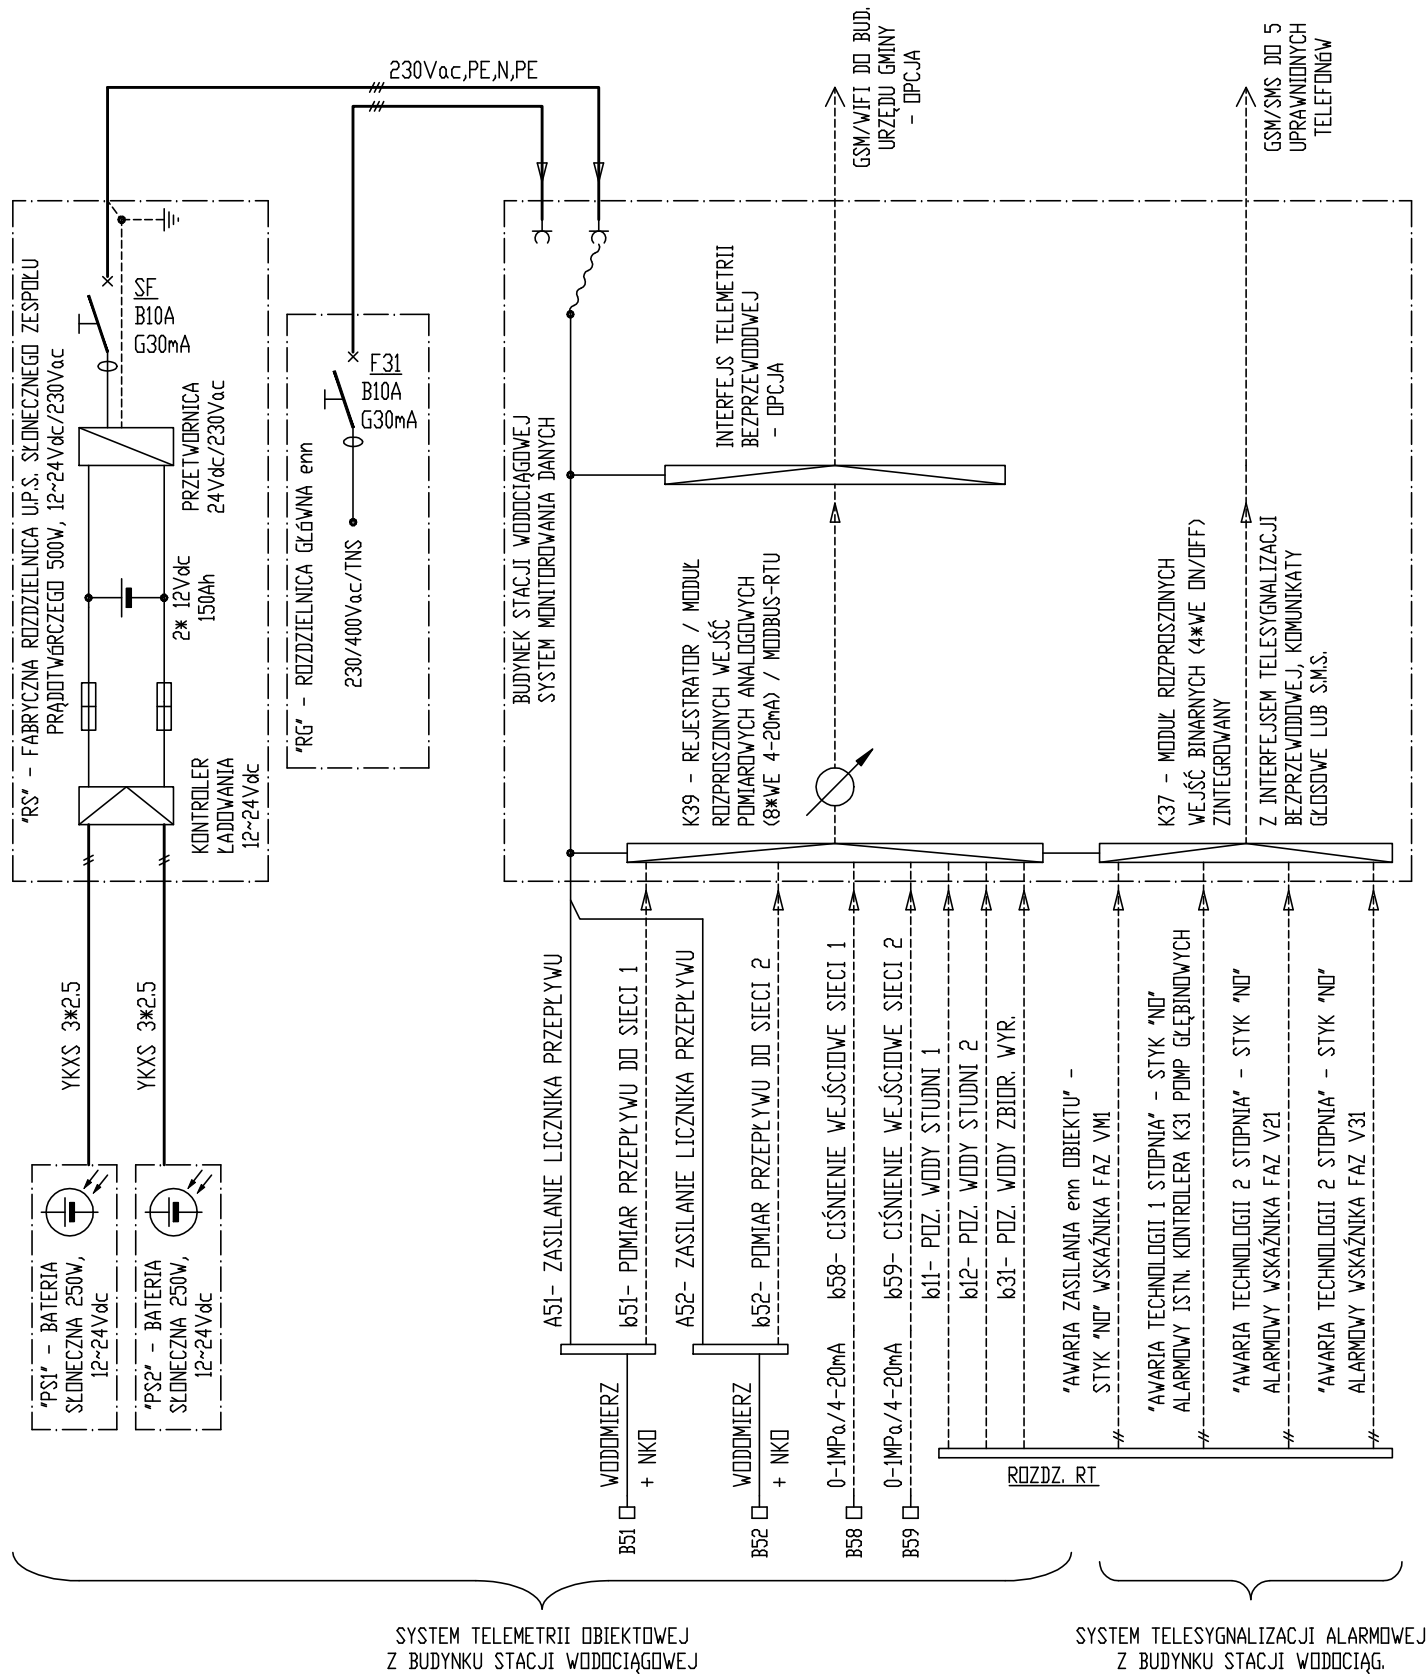 230Vac,PE,N,PE
GSM/WIFI DO BUD.
URZĘDU GMINY
- OPCJA
GSM/SMS DO 5
UPRAWNIONYCH
TELEFONÓW
"RS" - FABRYCZNA ROZDZIELNICA U.P.S. SŁONECZNEGO ZESPOŁU
PRĄDOTWÓRCZEGO 500W, 12~24Vdc/230Vac
SF
B10A
G30mA
PRZETWORNICA
24Vdc/230Vac
2* 12Vdc
150Ah
KONTROLER
ŁADOWANIA
12~24Vdc
"RG" - ROZDZIELNICA GŁÓWNA enn
F31
B10A
G30mA
230/400Vac/TNS
BUDYNEK STACJI WODOCIĄGOWEJ
SYSTEM MONITOROWANIA DANYCH
INTERFEJS TELEMETRII
BEZPRZEWODOWEJ
- OPCJA
K39 - REJESTRATOR / MODUŁ
ROZPROSZONYCH WEJŚĆ
POMIAROWYCH ANALOGOWYCH
(8*WE 4-20mA) / MODBUS-RTU
K37 - MODUŁ ROZPROSZONYCH
WEJŚĆ BINARNYCH (4*WE ON/OFF)
ZINTEGROWANY
Z INTERFEJSEM TELESYGNALIZACJI
BEZPRZEWODOWEJ, KOMUNIKATY
GŁOSOWE LUB S.M.S.
YKXS 3*2.5
YKXS 3*2.5
"PS1" - BATERIA
SŁONECZNA 250W,
12~24Vdc
"PS2" - BATERIA
SŁONECZNA 250W,
12~24Vdc
A51- ZASILANIE LICZNIKA PRZEPŁYWU
b51- POMIAR PRZEPŁYWU DO SIECI 1
A52- ZASILANIE LICZNIKA PRZEPŁYWU
b52- POMIAR PRZEPŁYWU DO SIECI 2
b58- CIŚNIENIE WEJŚCIOWE SIECI 1
b59- CIŚNIENIE WEJŚCIOWE SIECI 2
b11- POZ. WODY STUDNI 1
b12- POZ. WODY STUDNI 2
b31- POZ. WODY ZBIOR. WYR.
"AWARIA ZASILANIA enn OBIEKTU" -
STYK "NO" WSKAŹNIKA FAZ VM1
"AWARIA TECHNOLOGII 1 STOPNIA" - STYK "NO"
ALARMOWY ISTN. KONTROLERA K31 POMP GŁĘBINOWYCH
"AWARIA TECHNOLOGII 2 STOPNIA" - STYK "NO"
ALARMOWY WSKAŹNIKA FAZ V21
"AWARIA TECHNOLOGII 2 STOPNIA" - STYK "NO"
ALARMOWY WSKAŹNIKA FAZ V31
WODOMIERZ
+ NKO
WODOMIERZ
+ NKO
0-1MPa/4-20mA
0-1MPa/4-20mA
ROZDZ. RT
B51
B52
B58
B59
SYSTEM TELEMETRII OBIEKTOWEJ
Z BUDYNKU STACJI WODOCIĄGOWEJ
SYSTEM TELESYGNALIZACJI ALARMOWEJ
Z BUDYNKU STACJI WODOCIĄG.